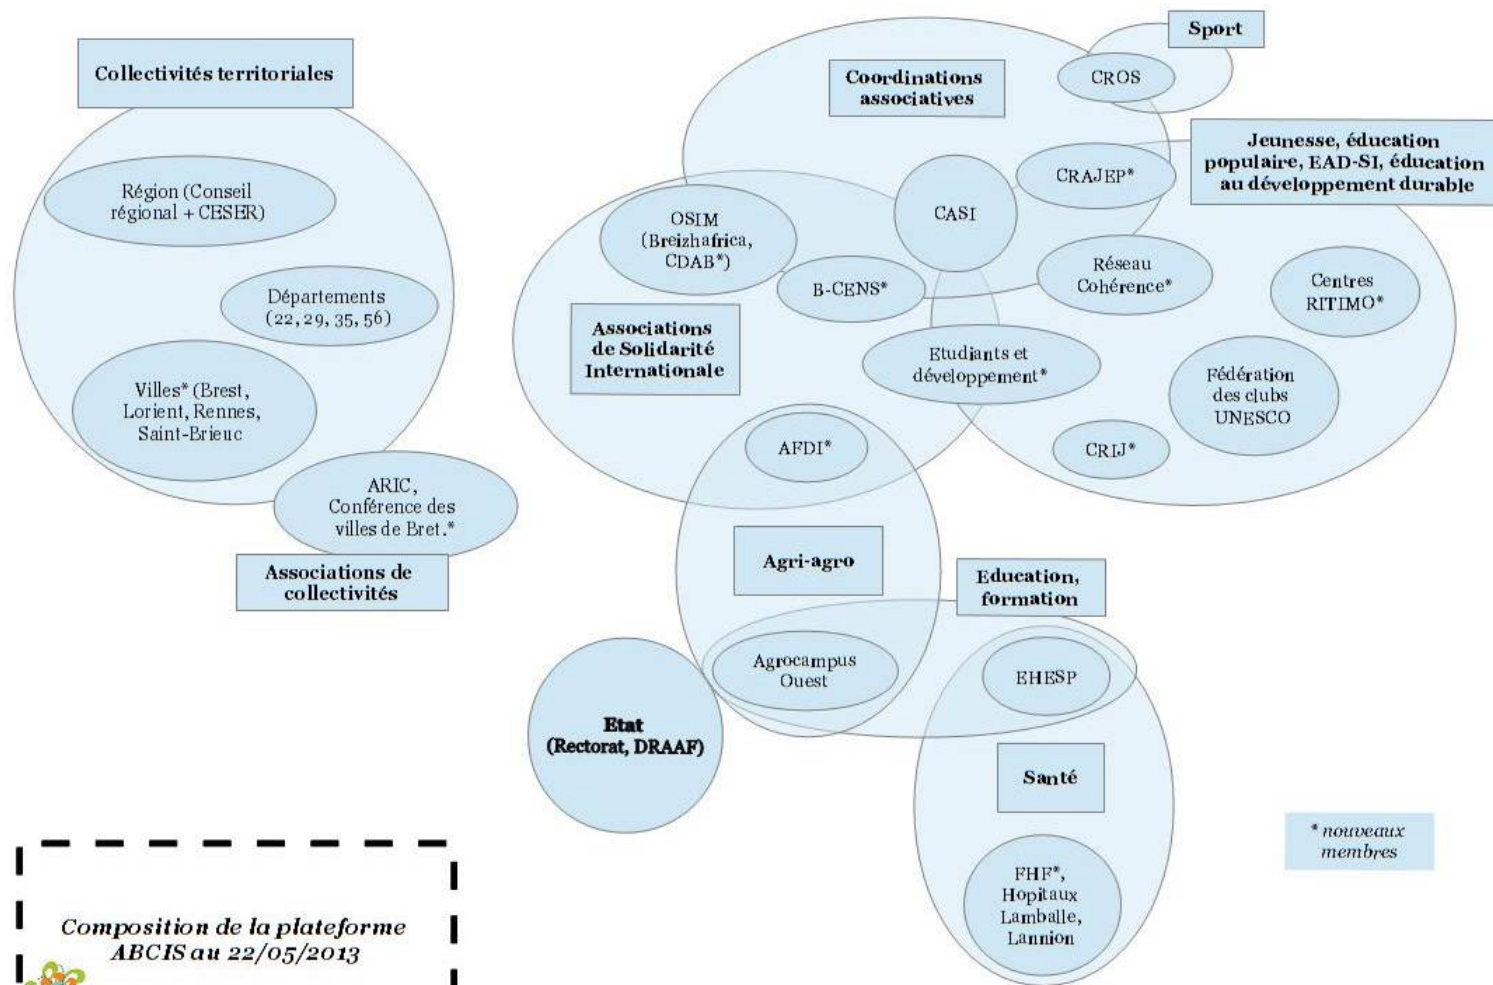 Collectivités territoriales
Région (Conseil
régional + CESER)
Départements
(22, 29, 35, 56)
Villes* (Brest,
Lorient, Rennes,
Saint-Brieuc
ARIC,
Conférence des
villes de Bret.*
Associations de
collectivités
Sport
CROS
Coordinations
associatives
Jeunesse, éducation
populaire, EAD-SI, éducation
au développement durable
CRAJEP*
CASI
OSIM
(Breizhafrica,
CDAB*)
B-CENS*
Réseau
Cohérence*
Centres
RITIMO*
Associations
de Solidarité
Internationale
Etudiants et
développement*
Fédération
des clubs
UNESCO
CRIJ*
AFDI*
Agri-agro
Education,
formation
Agrocampus
Ouest
EHESP
Etat
(Rectorat, DRAAF)
Santé
FHF*,
Hopitaux
Lamballe,
Lannion
* nouveaux
membres
Composition de la plateforme
ABCIS au 22/05/2013